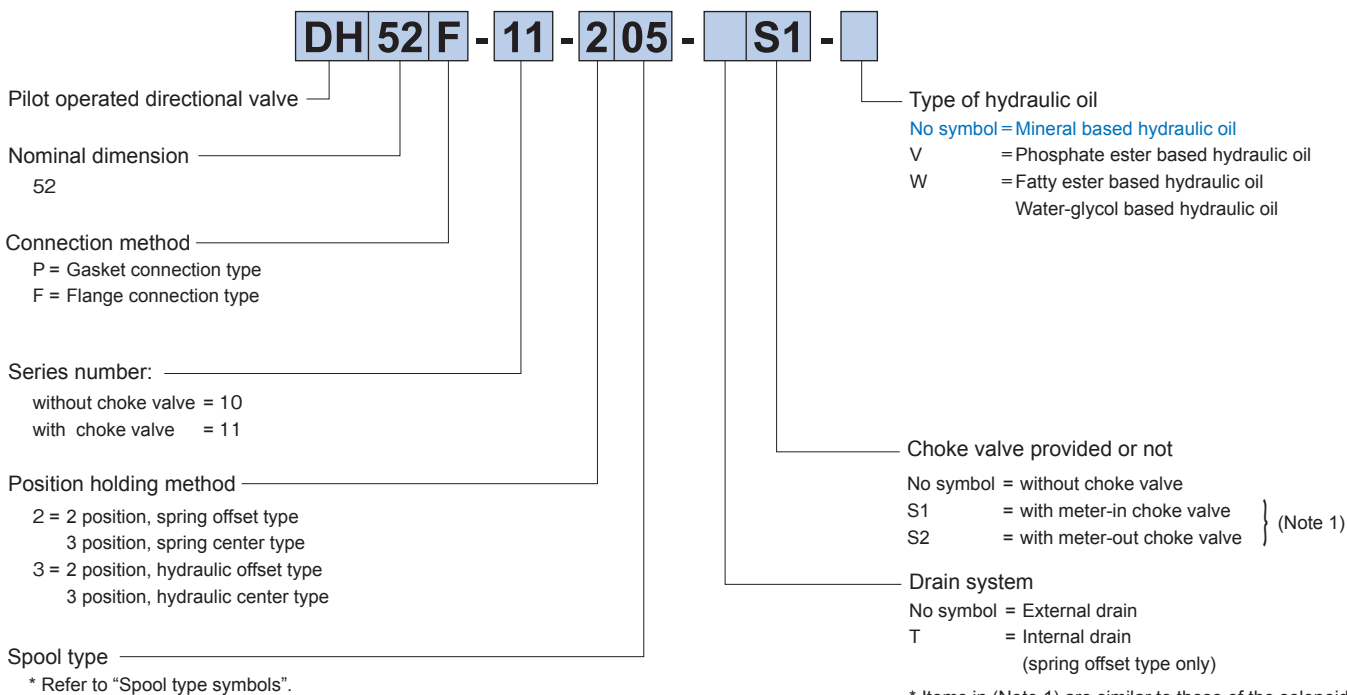 DH 52 F - 11 - 2 05 - S1 -
Pilot operated directional valve
Nominal dimension
52
Connection method
P = Gasket connection type
F = Flange connection type
Series number:
without choke valve = 10
with choke valve = 11
Position holding method
2 = 2 position, spring offset type
3 position, spring center type
3 = 2 position, hydraulic offset type
3 position, hydraulic center type
Spool type
* Refer to “Spool type symbols”.
Type of hydraulic oil
No symbol = Mineral based hydraulic oil
V = Phosphate ester based hydraulic oil
W = Fatty ester based hydraulic oil
Water-glycol based hydraulic oil
Choke valve provided or not
No symbol = without choke valve
S1 = with meter-in choke valve
S2 = with meter-out choke valve
(Note 1)
Drain system
No symbol = External drain
T = Internal drain
(spring offset type only)
* Items in (Note 1) are similar to those of the solenoid